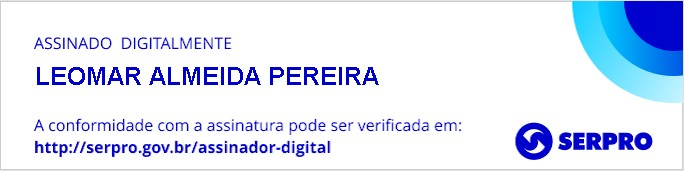 ASSINADO DIGITALMENTE
LEOMAR ALMEIDA PEREIRA
A conformidade com a assinatura pode ser verificada em:
http://serpro.gov.br/assinador-digital
SERPRO